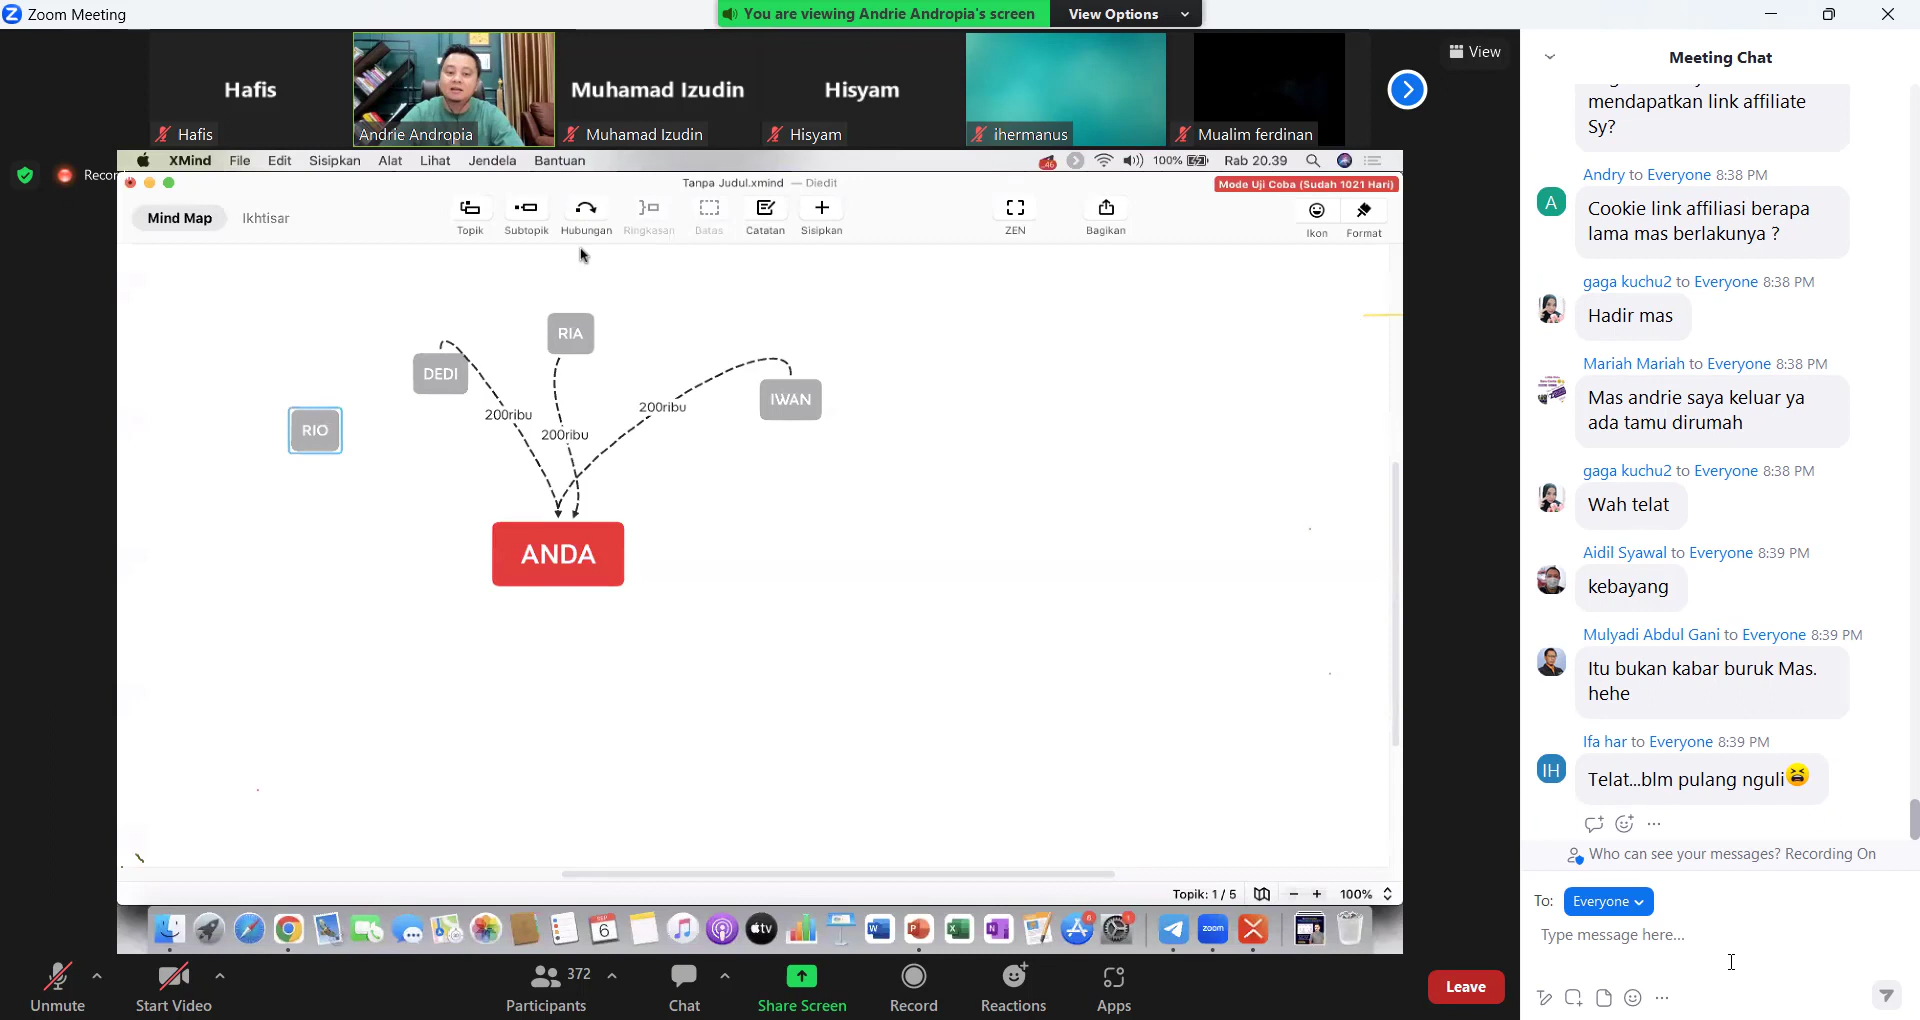 Zoom Meeting
You are viewing Andrie Andropia's screen
View Options
Hafis
Hafis
Andrie Andropia
Muhamad Izudin
Muhamad Izudin
Hisyam
Hisyam
ihermanus
Mualim ferdinan
View
Recor
XMind File Edit Sisipkan Alat Lihat Jendela Bantuan
100% Rab 20.39
Tanpa Judul.xmind — Diedit
Mode Uji Coba (Sudah 1021 Hari)
Mind Map Ikhtisar
Topik Subtopik Hubungan Ringkasan Batas Catatan Sisipkan ZEN Bagikan Ikon Format
RIA
DEDI
IWAN
RIO
200ribu
200ribu
200ribu
ANDA
Topik: 1 / 5 100%
SEP
6
tv
W P X N
6
1
zoom
Unmute
Start Video
372
Participants
Chat
Share Screen
Record
Reactions
Apps
Leave
Meeting Chat
mendapatkan link affiliate
Sy?
Andry to Everyone 8:38 PM
A
Cookie link affiliasi berapa
lama mas berlakunya ?
gaga kuchu2 to Everyone 8:38 PM
Hadir mas
Mariah Mariah to Everyone 8:38 PM
Mas andrie saya keluar ya
ada tamu dirumah
gaga kuchu2 to Everyone 8:38 PM
Wah telat
Aidil Syawal to Everyone 8:39 PM
kebayang
Mulyadi Abdul Gani to Everyone 8:39 PM
Itu bukan kabar buruk Mas.
hehe
Ifa har to Everyone 8:39 PM
IH
Telat...blm pulang nguli😫
Who can see your messages? Recording On
To: Everyone
Type message here...